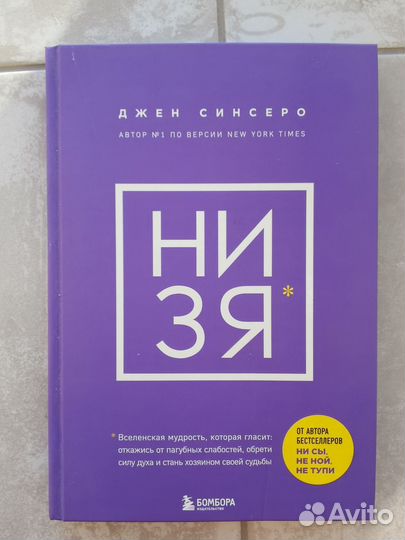 ДЖЕН СИНСЕРО
АВТОР №1 ПО ВЕРСИИ NEW YORK TIMES
НИ
ЗЯ*
* Вселенская мудрость, которая гласит:
откажись от пагубных слабостей, обрети
силу духа и стань хозяином своей судьбы
ОТ АВТОРА
БЕСТСЕЛЛЕРОВ
НИ СЫ,
НЕ НОЙ,
НЕ ТУПИ
БОМБОРА
ИЗДАТЕЛЬСТВО
Avito